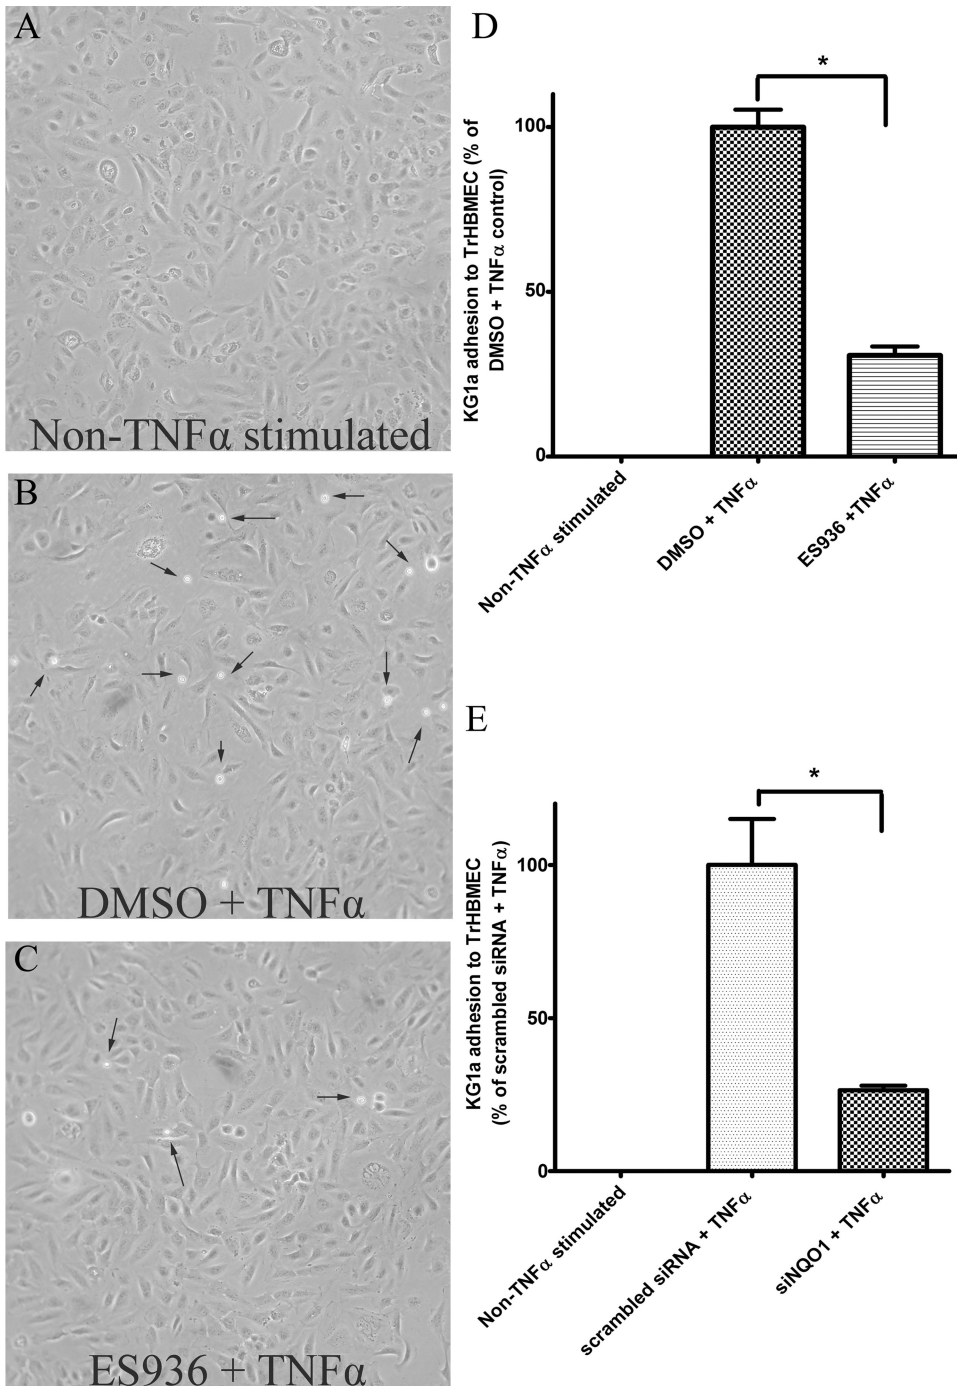 A
Non-TNFα stimulated
B
DMSO + TNFα
C
ES936 + TNFα
D
*
KG1a adhesion to TrHBMEC (% of
DMSO + TNFα control)
100
50
0
Non-TNFα stimulated
DMSO + TNFα
ES936 +TNFα
E
*
KG1a adhesion to TrHBMEC
(% of scrambled siRNA + TNFα)
100
50
0
Non-TNFα stimulated
scrambled siRNA + TNFα
siNQO1 + TNFα